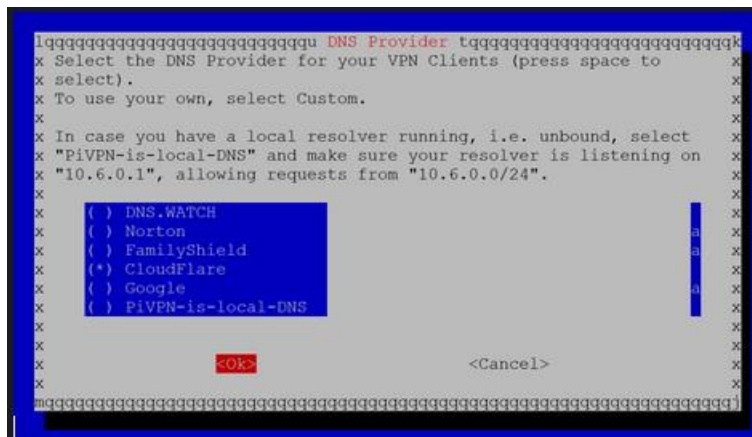 lqqqqqqqqqqqqqqqqqqqqqqqqqqqu DNS Provider tqqqqqqqqqqqqqqqqqqqqqqqqqqk
x Select the DNS Provider for your VPN Clients (press space to x
x select). x
x To use your own, select Custom. x
x x
x In case you have a local resolver running, i.e. unbound, select x
x "PiVPN-is-local-DNS" and make sure your resolver is listening on x
x "10.6.0.1", allowing requests from "10.6.0.0/24". x
x x
x ( ) DNS.WATCH x
x ( ) Norton a x
x ( ) FamilyShield a x
x (*) CloudFlare x
x ( ) Google a x
x ( ) PiVPN-is-local-DNS x
x x
x x
x <Ok> <Cancel> x
x x
mqqqqqqqqqqqqqqqqqqqqqqqqqqqqqqqqqqqqqqqqqqqqqqqqqqqqqqqqqqqqqqqqqqqqj